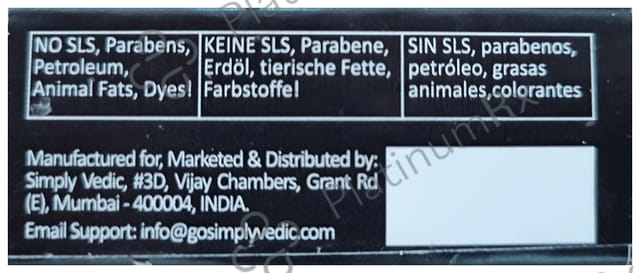 NO SLS, Parabens,
Petroleum,
Animal Fats, Dyes!
KEINE SLS, Parabene,
Erdöl, tierische Fette,
Farbstoffe!
SIN SLS, parabenos,
petróleo, grasas
animales,colorantes
Manufactured for, Marketed & Distributed by:
Simply Vedic, #3D, Vijay Chambers, Grant Rd
(E), Mumbai - 400004, INDIA.
Email Support: info@gosimplyvedic.com
PlatinumRx